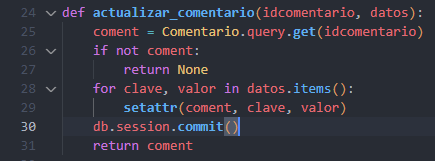 24 def actualizar_comentario(idcomentario, datos):
25     coment = Comentario.query.get(idcomentario)
26     if not coment:
27         return None
28     for clave, valor in datos.items():
29         setattr(coment, clave, valor)
30     db.session.commit()
31     return coment